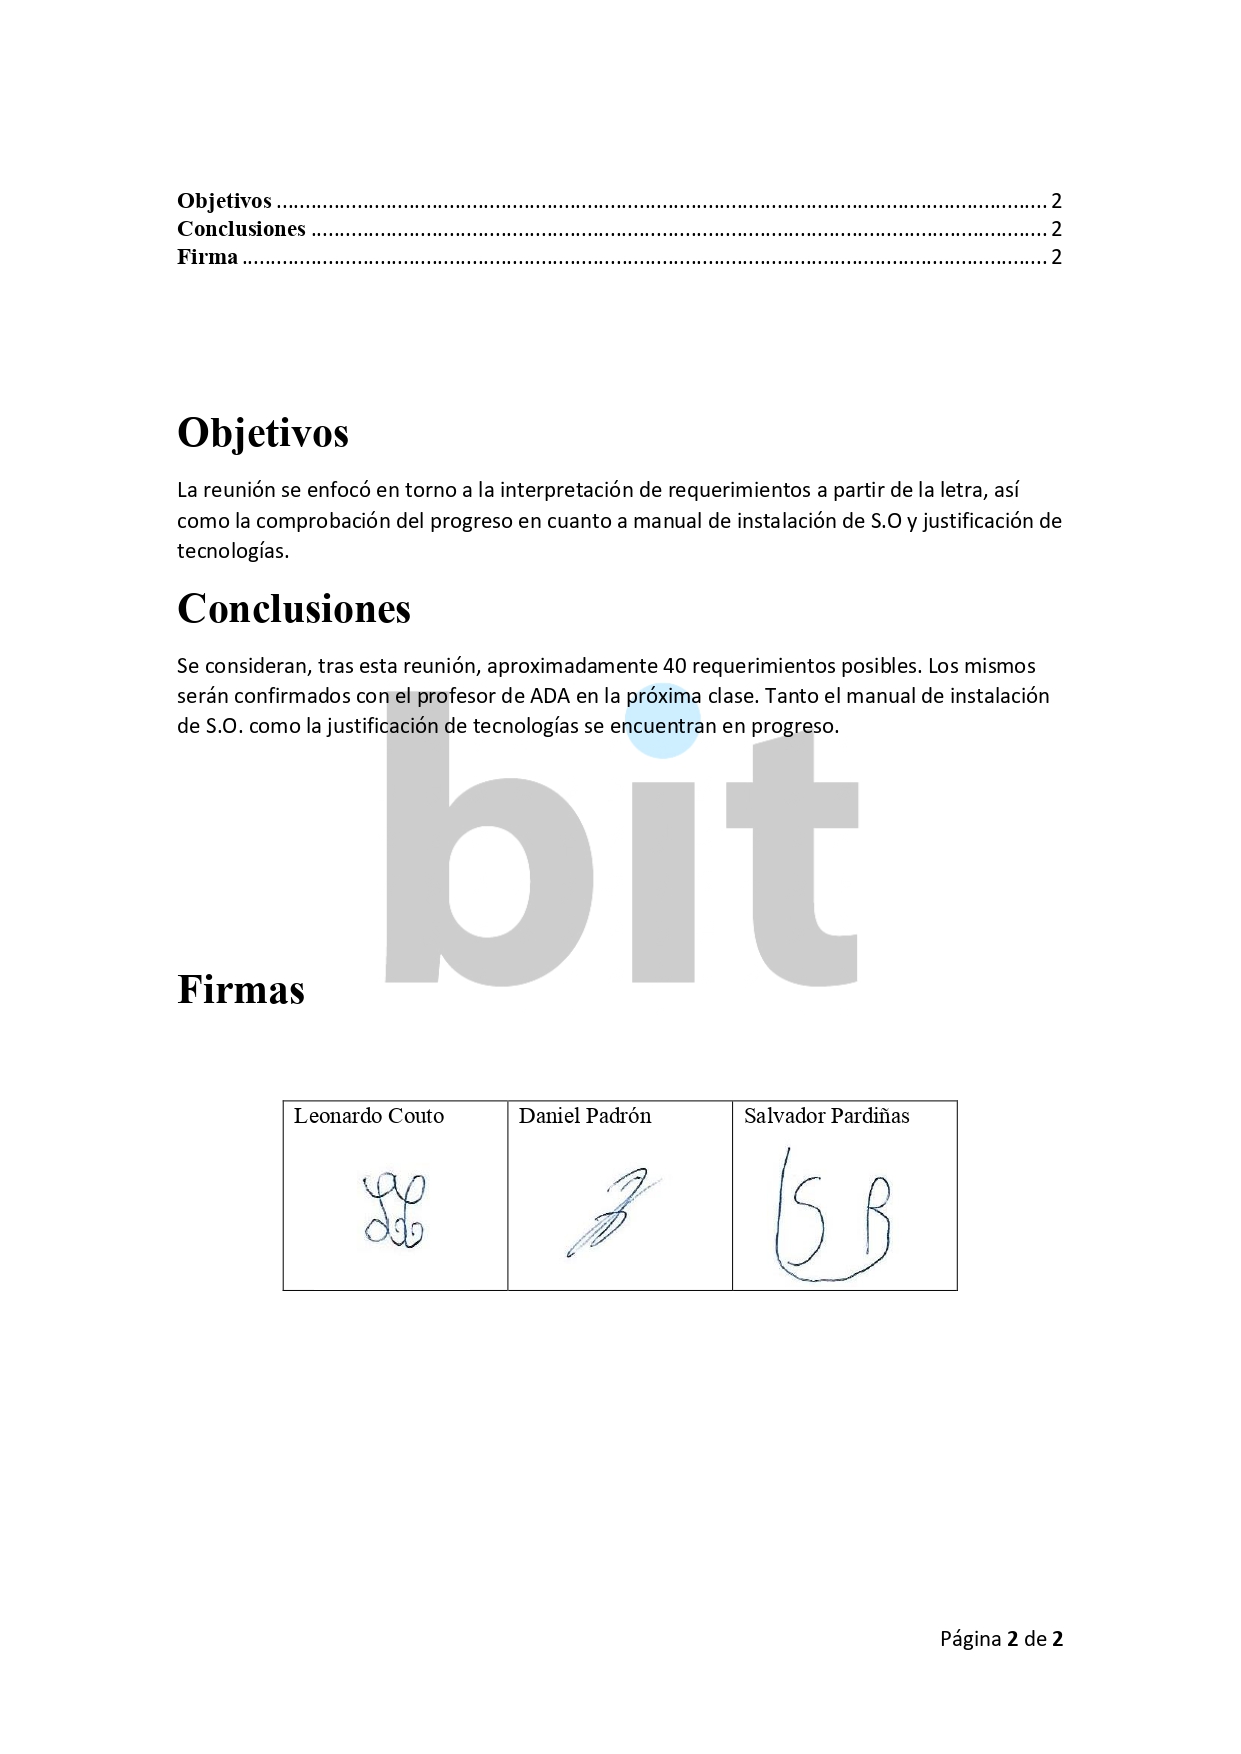 Objetivos ........................................................................................................................................ 2
Conclusiones .................................................................................................................................. 2
Firma .............................................................................................................................................. 2
Objetivos
La reunión se enfocó en torno a la interpretación de requerimientos a partir de la letra, así
como la comprobación del progreso en cuanto a manual de instalación de S.O y justificación de
tecnologías.
Conclusiones
Se consideran, tras esta reunión, aproximadamente 40 requerimientos posibles. Los mismos
serán confirmados con el profesor de ADA en la próxima clase. Tanto el manual de instalación
de S.O. como la justificación de tecnologías se encuentran en progreso.
bit
Firmas
Leonardo Couto Daniel Padrón Salvador Pardiñas
Página 2 de 2